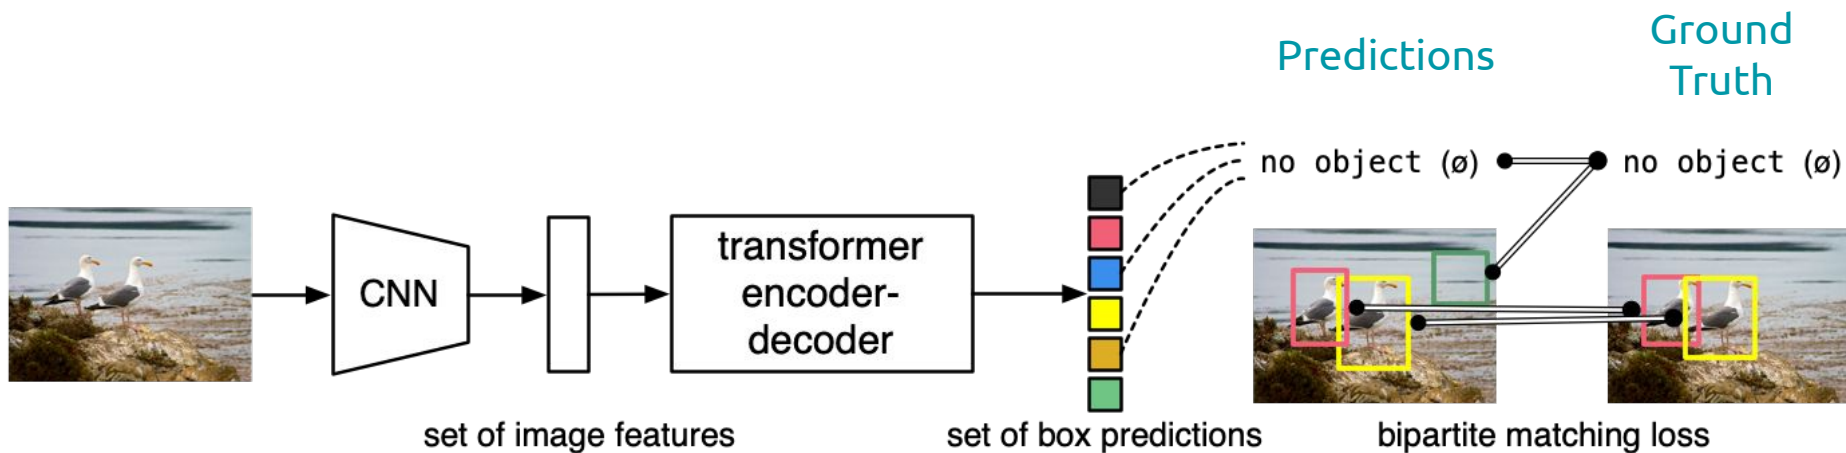 Predictions
Ground
Truth
no object (ø)
no object (ø)
CNN
transformer
encoder-
decoder
set of image features
set of box predictions
bipartite matching loss